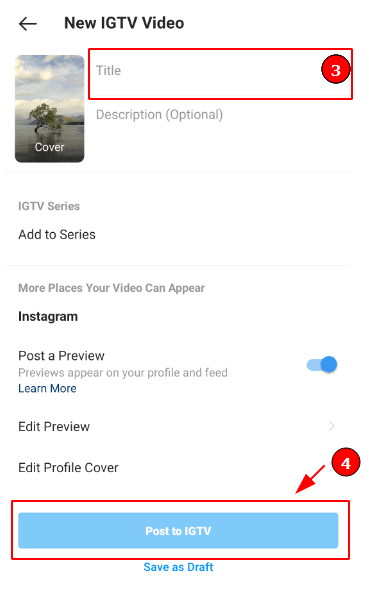 New IGTV Video
Title
3
Description (Optional)
Cover
IGTV Series
Add to Series
More Places Your Video Can Appear
Instagram
Post a Preview
Previews appear on your profile and feed
Learn More
Edit Preview
Edit Profile Cover
4
Post to IGTV
Save as Draft